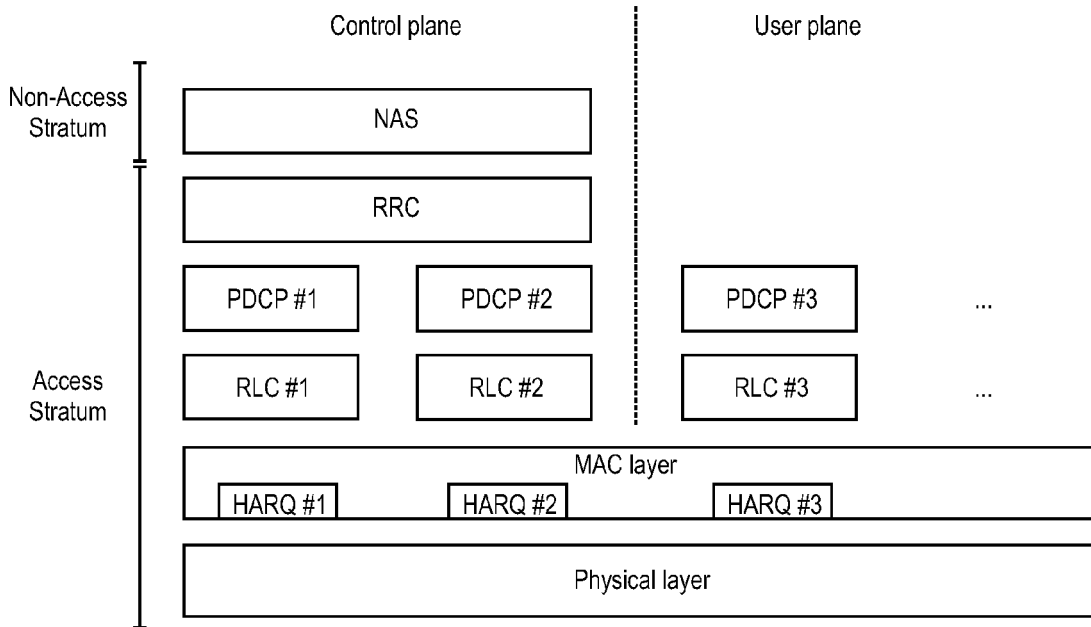 Control plane
User plane
Non-Access
Stratum
NAS
RRC
PDCP #1
PDCP #2
PDCP #3
...
Access
Stratum
RLC #1
RLC #2
RLC #3
...
MAC layer
HARQ #1
HARQ #2
HARQ #3
Physical layer